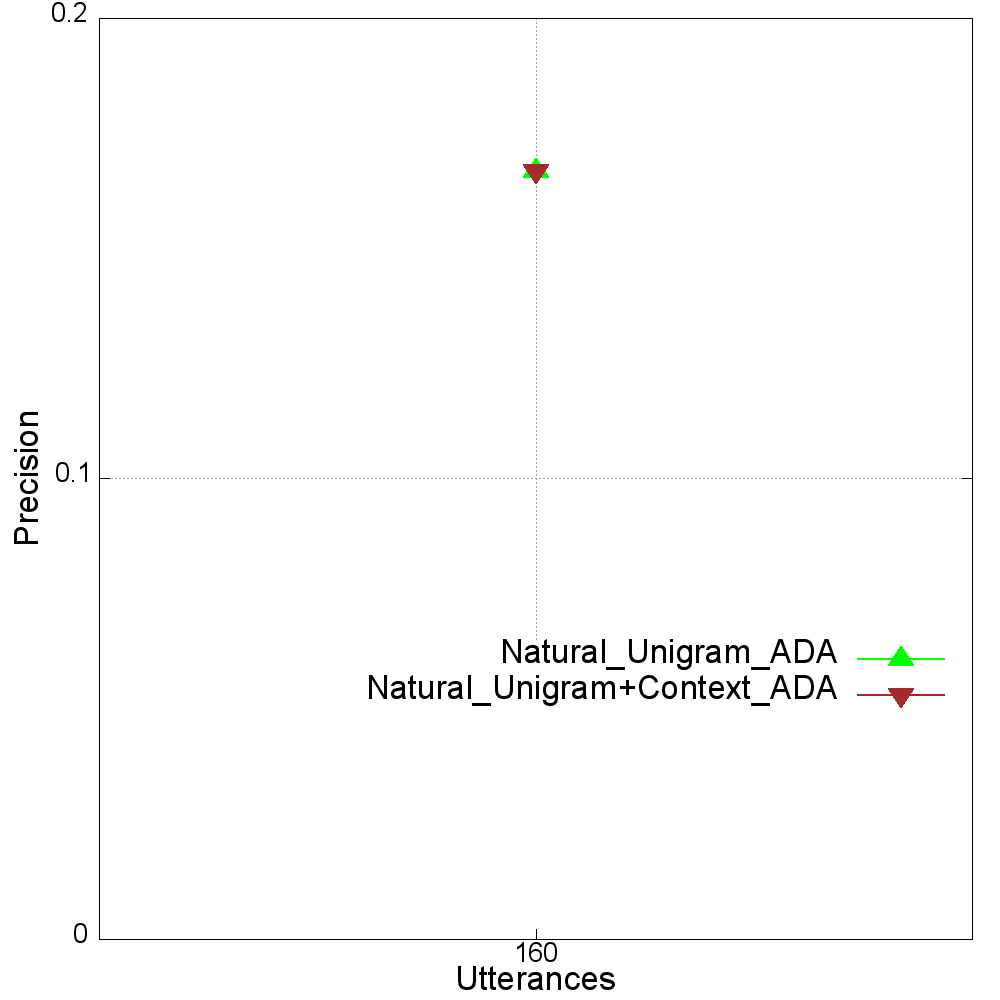 0.2
Precision
0.1
Natural_Unigram_ADA
Natural_Unigram+Context_ADA
0
160
Utterances